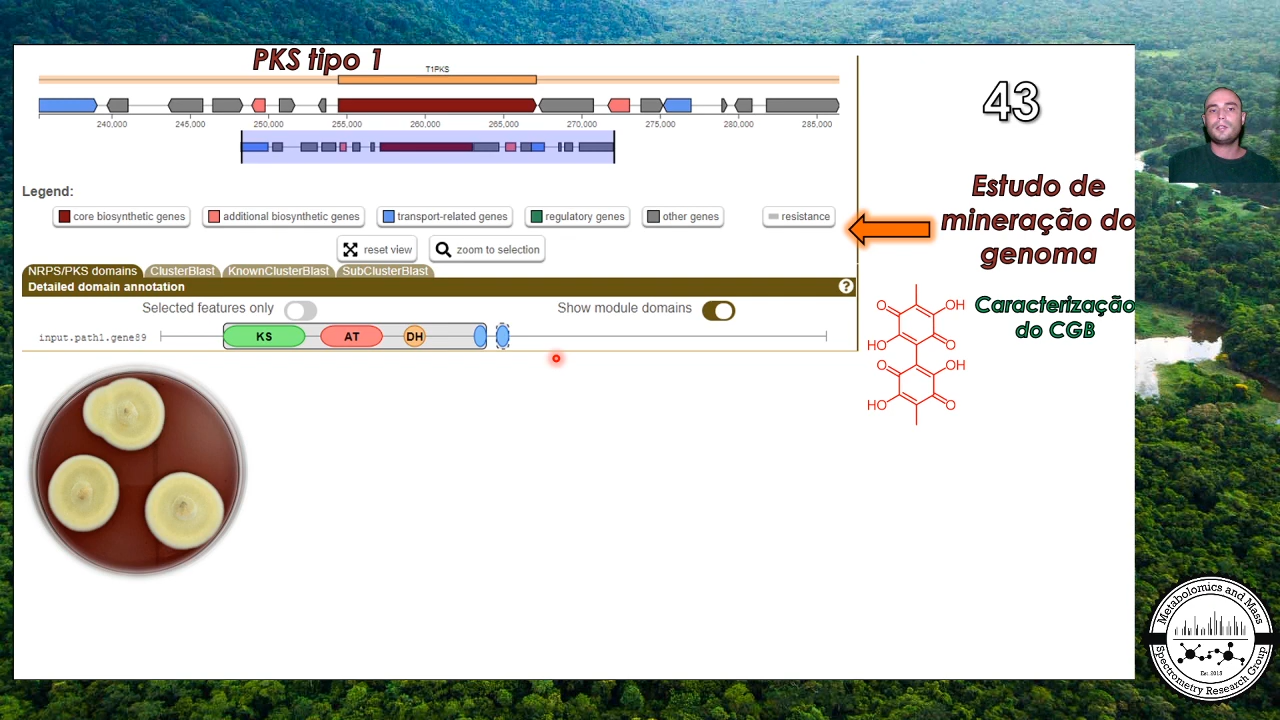 PKS tipo 1
T1PKS
240,000 245,000 250,000 255,000 260,000 265,000 270,000 275,000 280,000 285,000
Legend:
core biosynthetic genes additional biosynthetic genes transport-related genes regulatory genes other genes resistance
reset view zoom to selection
NRPS/PKS domains ClusterBlast KnownClusterBlast SubClusterBlast
Detailed domain annotation ?
Selected features only Show module domains
input.path1.gene89 KS AT DH
43
Estudo de
mineração do
genoma
Caracterização
do CGB
O OH
HO O
O OH
HO O
Metabolomics and Mass
Spectrometry Research Group
Est. 2013